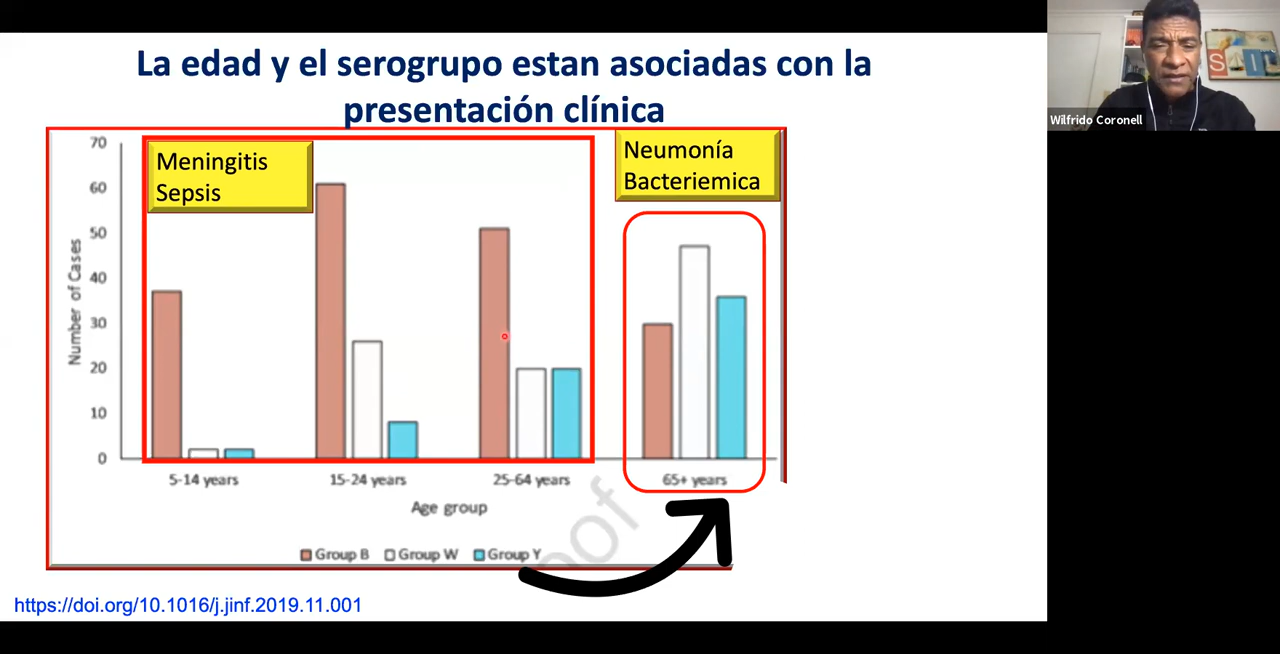 La edad y el serogrupo estan asociadas con la
presentación clínica
Wilfrido Coronell
Meningitis
Sepsis
Neumonía
Bacteriemica
70
60
50
40
30
20
10
0
Number of Cases
5-14 years
15-24 years
25-64 years
65+ years
Age group
Group B
Group W
Group Y
https://doi.org/10.1016/j.jinf.2019.11.001